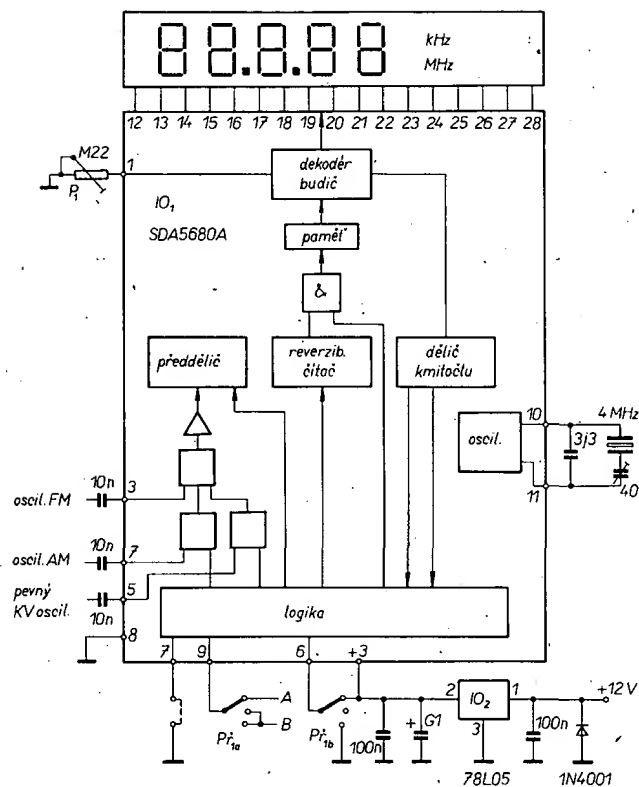 88.8.88 kHz
MHz
12 13 14 15 16 17 18 19 20 21 22 23 24 25 26 27 28
M22
1
P₁
dekodér
budič
IO₁
SDA5680A
paměť
&
předdělič
reverzib.
čítač
dělič
kmitočtu
10
4 MHz
3j3
oscil.
11
40
10n
3
oscil. FM
10n
oscil. AM
7
pevný
KV oscil.
5
10n
logika
8
7 9 6 +3
A
B
Př₁ₐ
Př₁b
100n
+
G1
2
IO₂
1
3
+12 V
100n
78L05
1N4001